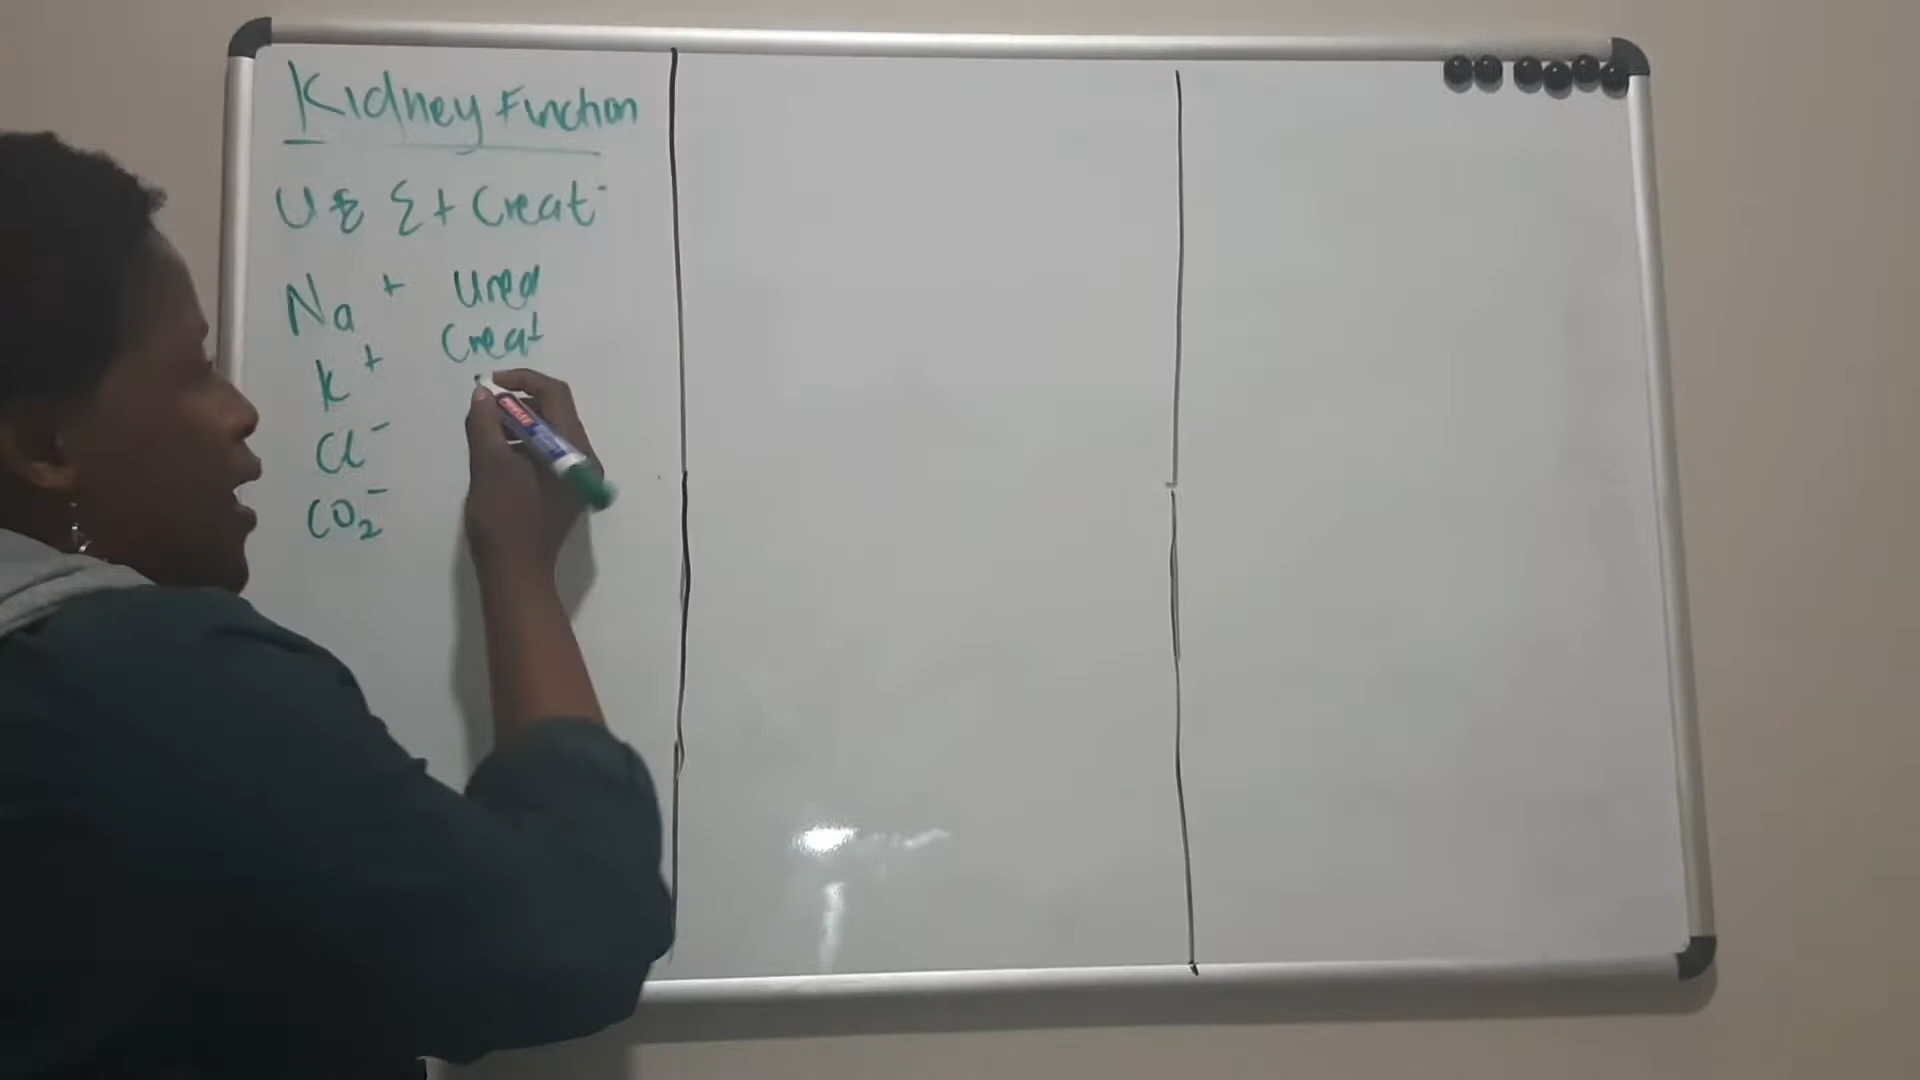 Kidney Function
U & E + Creat
Na + Urea
Creat
K +
Cl -
CO2 -